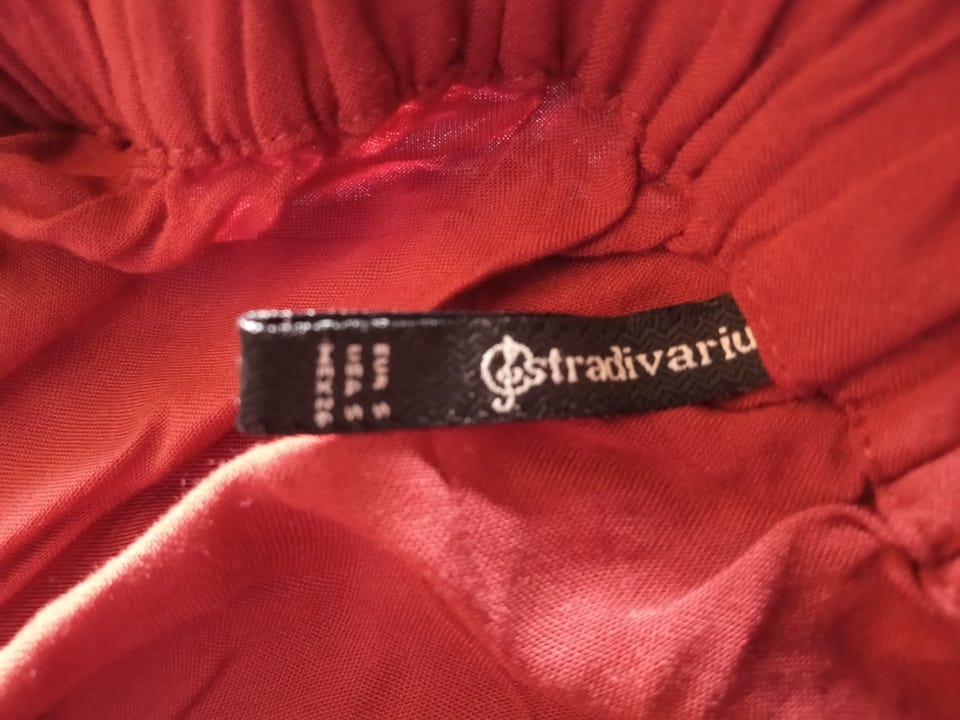 stradivariu
EUR S
USA S
MEX 26